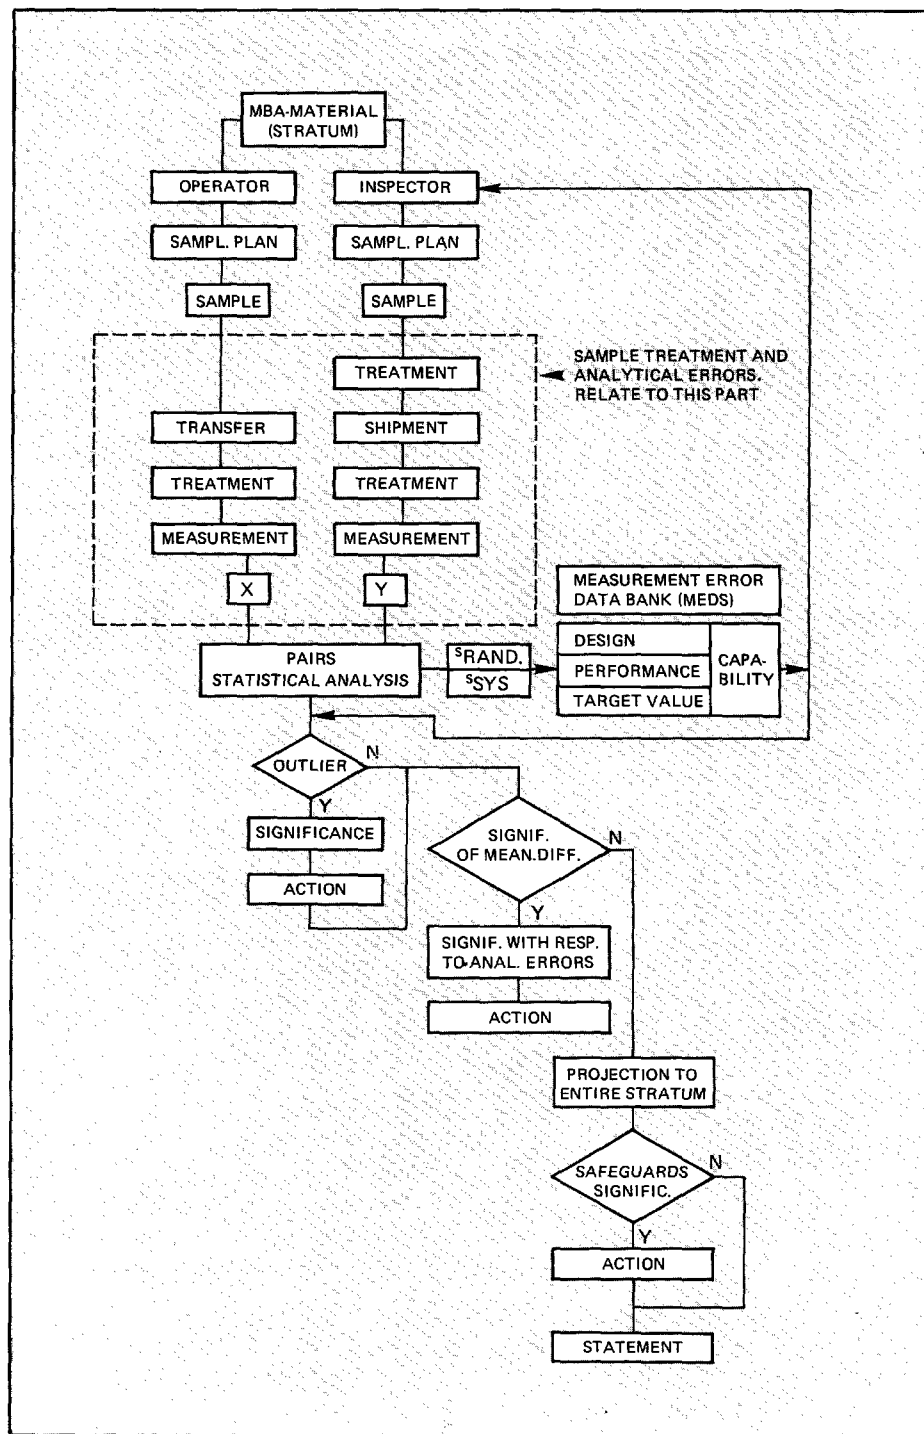 MBA-MATERIAL
(STRATUM)
OPERATOR
INSPECTOR
SAMPL. PLAN
SAMPL. PLAN
SAMPLE
SAMPLE
SAMPLE TREATMENT AND
ANALYTICAL ERRORS.
RELATE TO THIS PART
TREATMENT
TRANSFER
SHIPMENT
TREATMENT
TREATMENT
MEASUREMENT
MEASUREMENT
X
Y
MEASUREMENT ERROR
DATA BANK (MEDS)
PAIRS
STATISTICAL ANALYSIS
SRAND.
SSYS
DESIGN
PERFORMANCE
TARGET VALUE
CAPA-
BILITY
OUTLIER
N
Y
SIGNIFICANCE
ACTION
SIGNIF.
OF MEAN.DIFF.
N
Y
SIGNIF. WITH RESP.
TO ANAL. ERRORS
ACTION
PROJECTION TO
ENTIRE STRATUM
SAFEGUARDS
SIGNIFIC.
N
Y
ACTION
STATEMENT